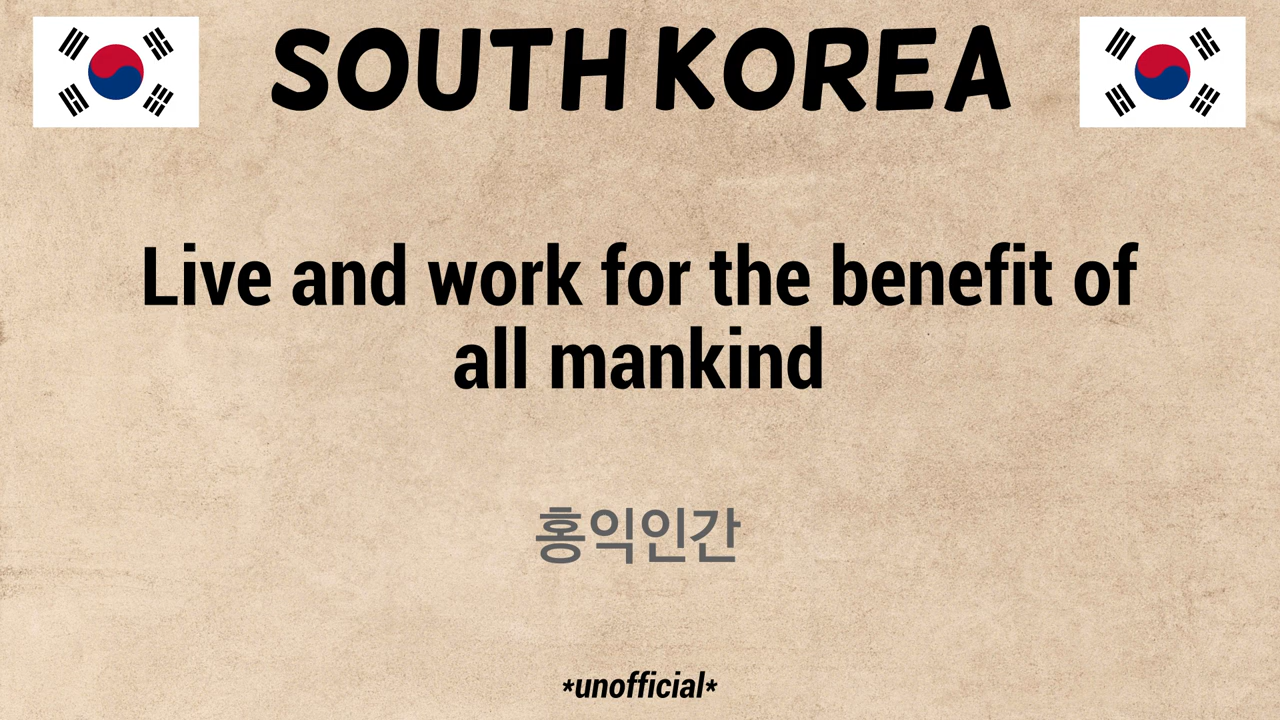 SOUTH KOREA
Live and work for the benefit of
all mankind
홍익인간
*unofficial*